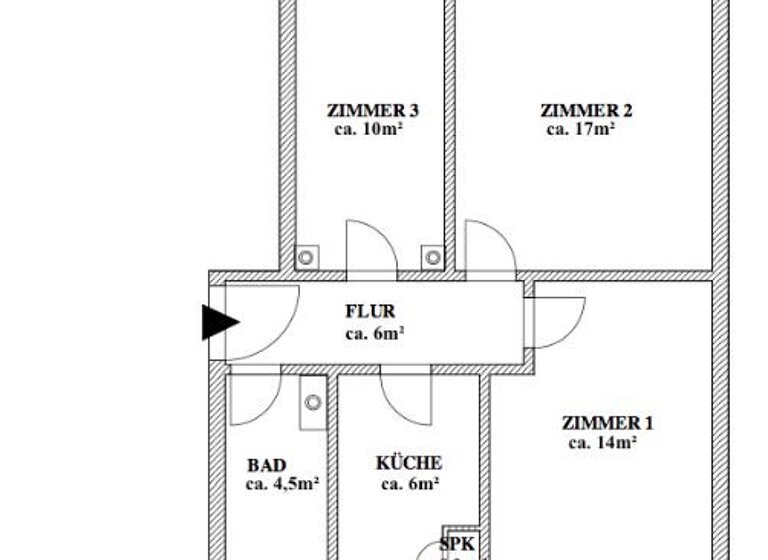 ZIMMER 3
ca. 10m²
ZIMMER 2
ca. 17m²
FLUR
ca. 6m²
ZIMMER 1
ca. 14m²
BAD
ca. 4,5m²
KÜCHE
ca. 6m²
SPK